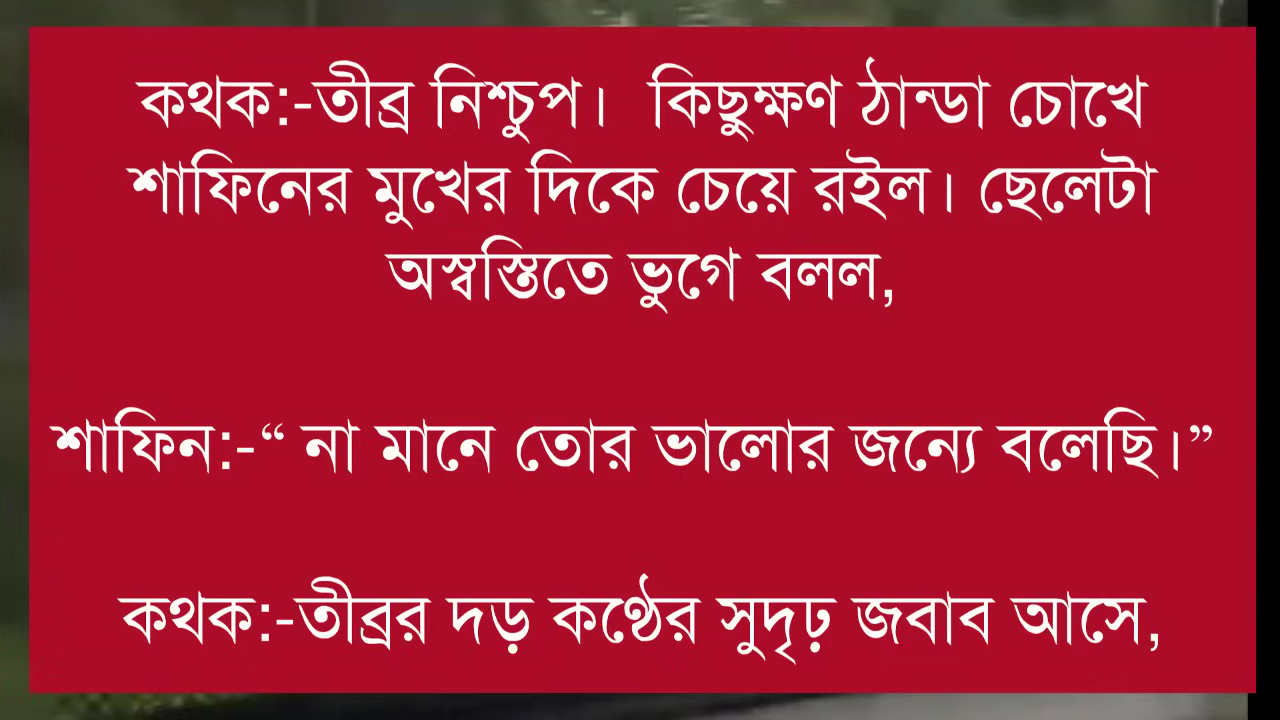 কথক:-তীব্র নিশ্চুপ। কিছুক্ষণ ঠান্ডা চোখে
শাফিনের মুখের দিকে চেয়ে রইল। ছেলেটা
অস্বস্তিতে ভুগে বলল,
শাফিন:-“ না মানে তোর ভালোর জন্যে বলেছি।”
কথক:-তীব্রর দড় কণ্ঠের সুদৃঢ় জবাব আসে,